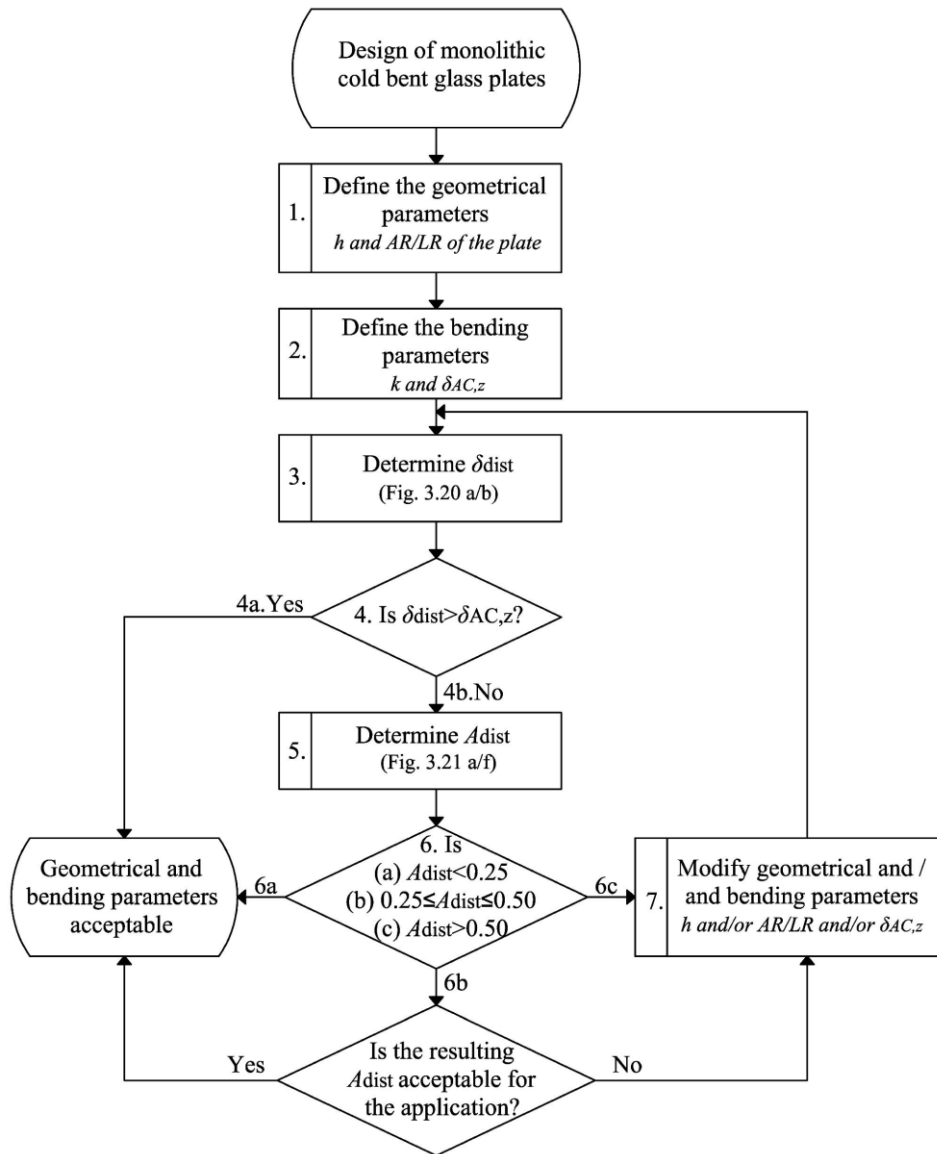 Design of monolithic
cold bent glass plates
1.
Define the geometrical
parameters
h and AR/LR of the plate
2.
Define the bending
parameters
k and δAC,z
3.
Determine δdist
(Fig. 3.20 a/b)
4a.Yes
4. Is δdist>δAC,z?
4b.No
5.
Determine Adist
(Fig. 3.21 a/f)
Geometrical and
bending parameters
acceptable
6a
6. Is
(a) Adist<0.25
(b) 0.25≤Adist≤0.50
(c) Adist>0.50
6c
7.
Modify geometrical and /
and bending parameters
h and/or AR/LR and/or δAC,z
6b
Yes
Is the resulting
Adist acceptable for
the application?
No